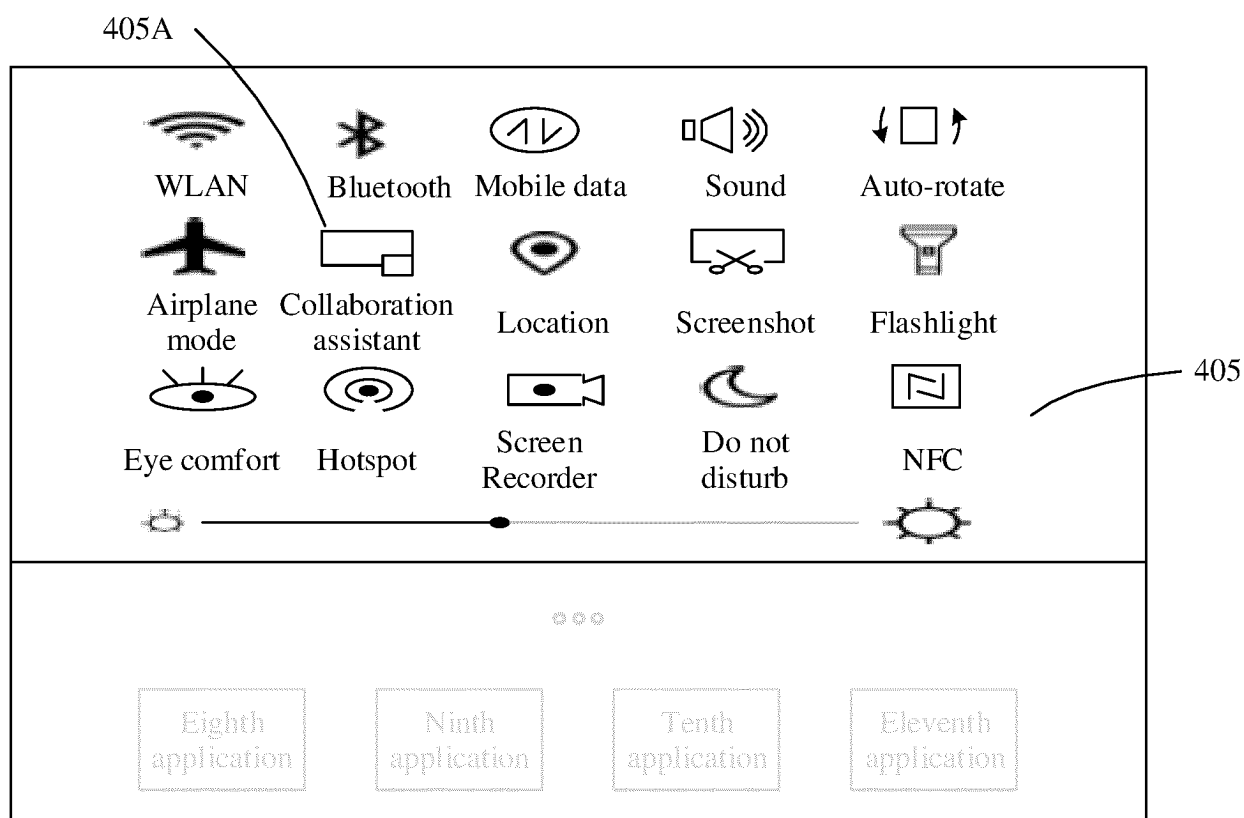 405A
WLAN
Bluetooth
Mobile data
Sound
Auto-rotate
Airplane
mode
Collaboration
assistant
Location
Screenshot
Flashlight
405
Eye comfort
Hotspot
Screen
Recorder
Do not
disturb
NFC
Eighth
application
Ninth
application
Tenth
application
Eleventh
application